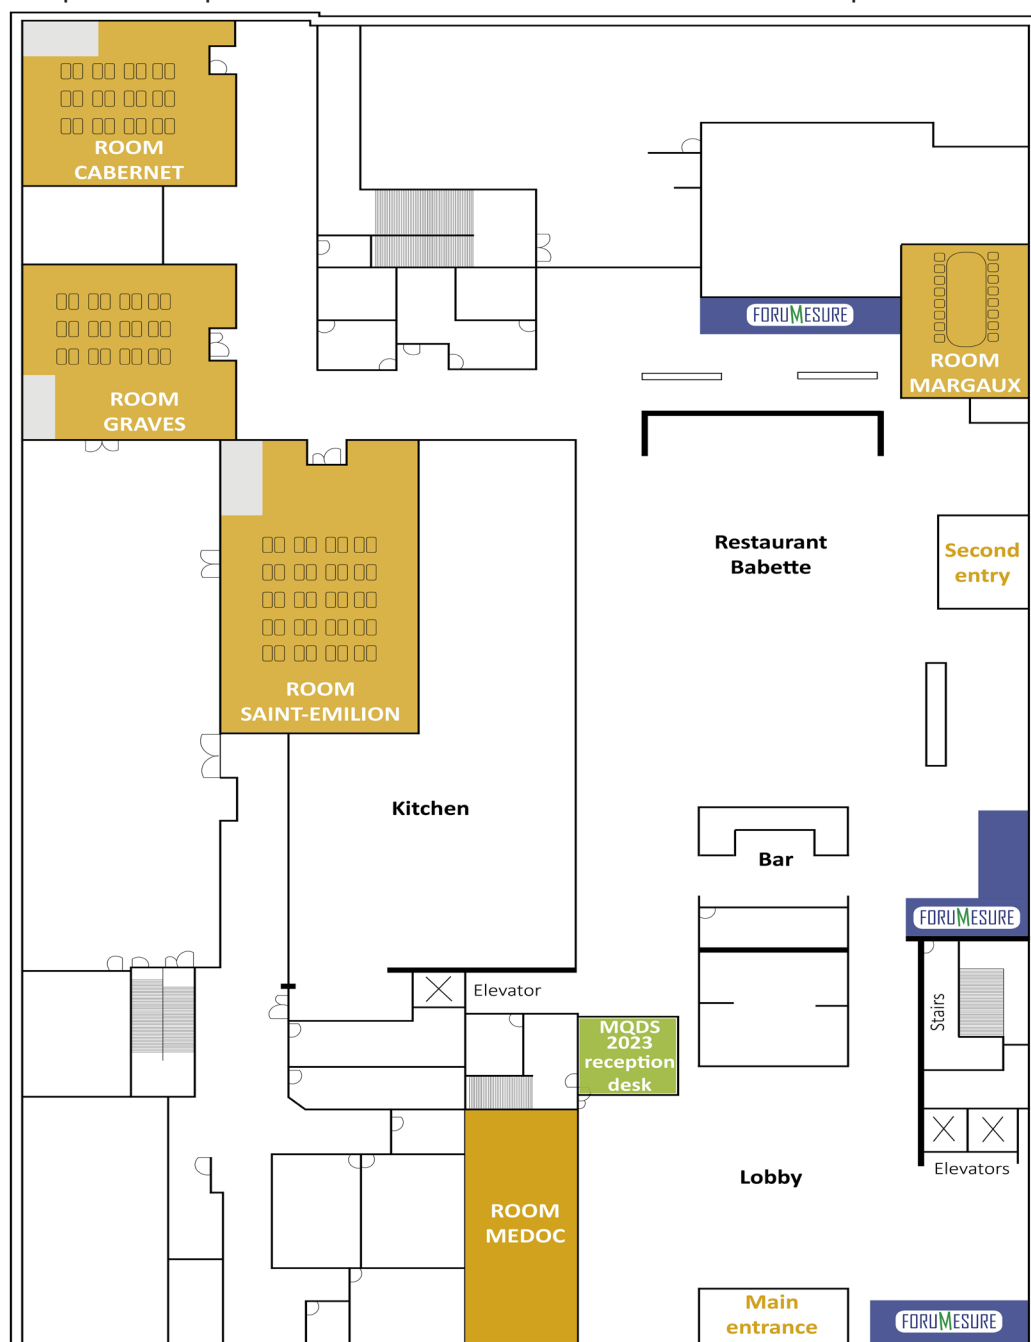 ROOM
CABERNET
FORUMESURE
ROOM
MARGAUX
ROOM
GRAVES
Restaurant
Babette
Second
entry
ROOM
SAINT-EMILION
Kitchen
Bar
FORUMESURE
Elevator
Stairs
MQDS
2023
reception
desk
Elevators
Lobby
ROOM
MEDOC
Main
entrance
FORUMESURE